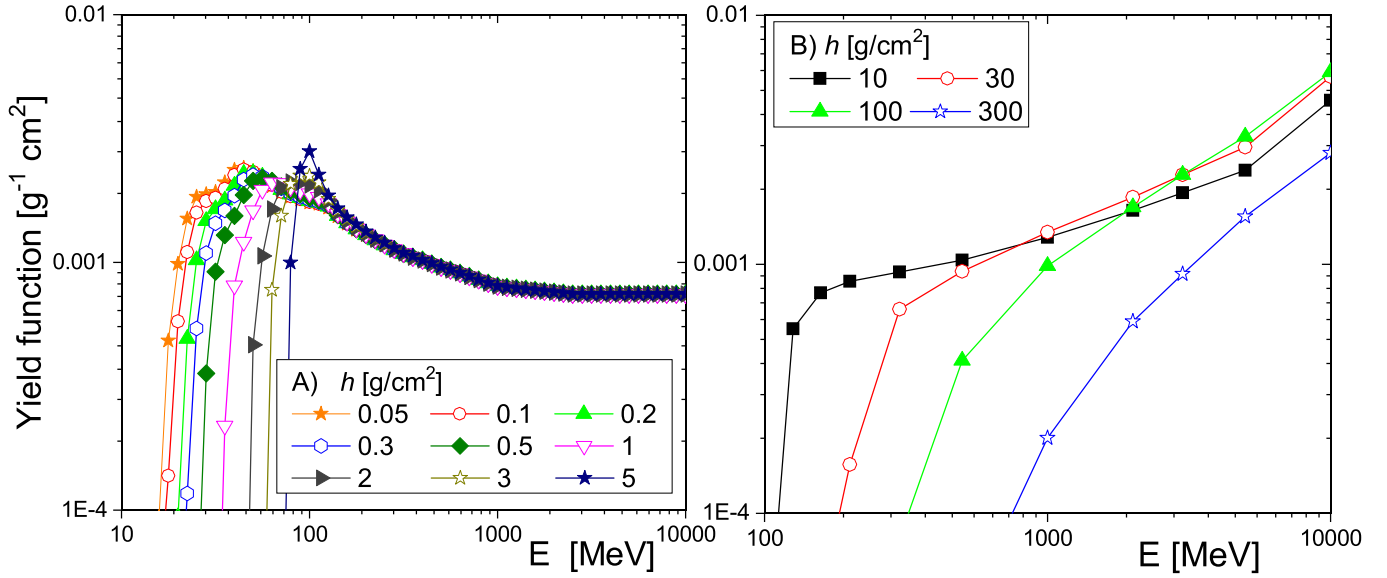 0.01
0.001
1E-4
Yield function [g⁻¹ cm²]
A) h [g/cm²]
0.05 0.1 0.2
0.3 0.5 1
2 3 5
10 100 1000 10000
E [MeV]
0.01
0.001
1E-4
B) h [g/cm²]
10 30
100 300
100 1000 10000
E [MeV]